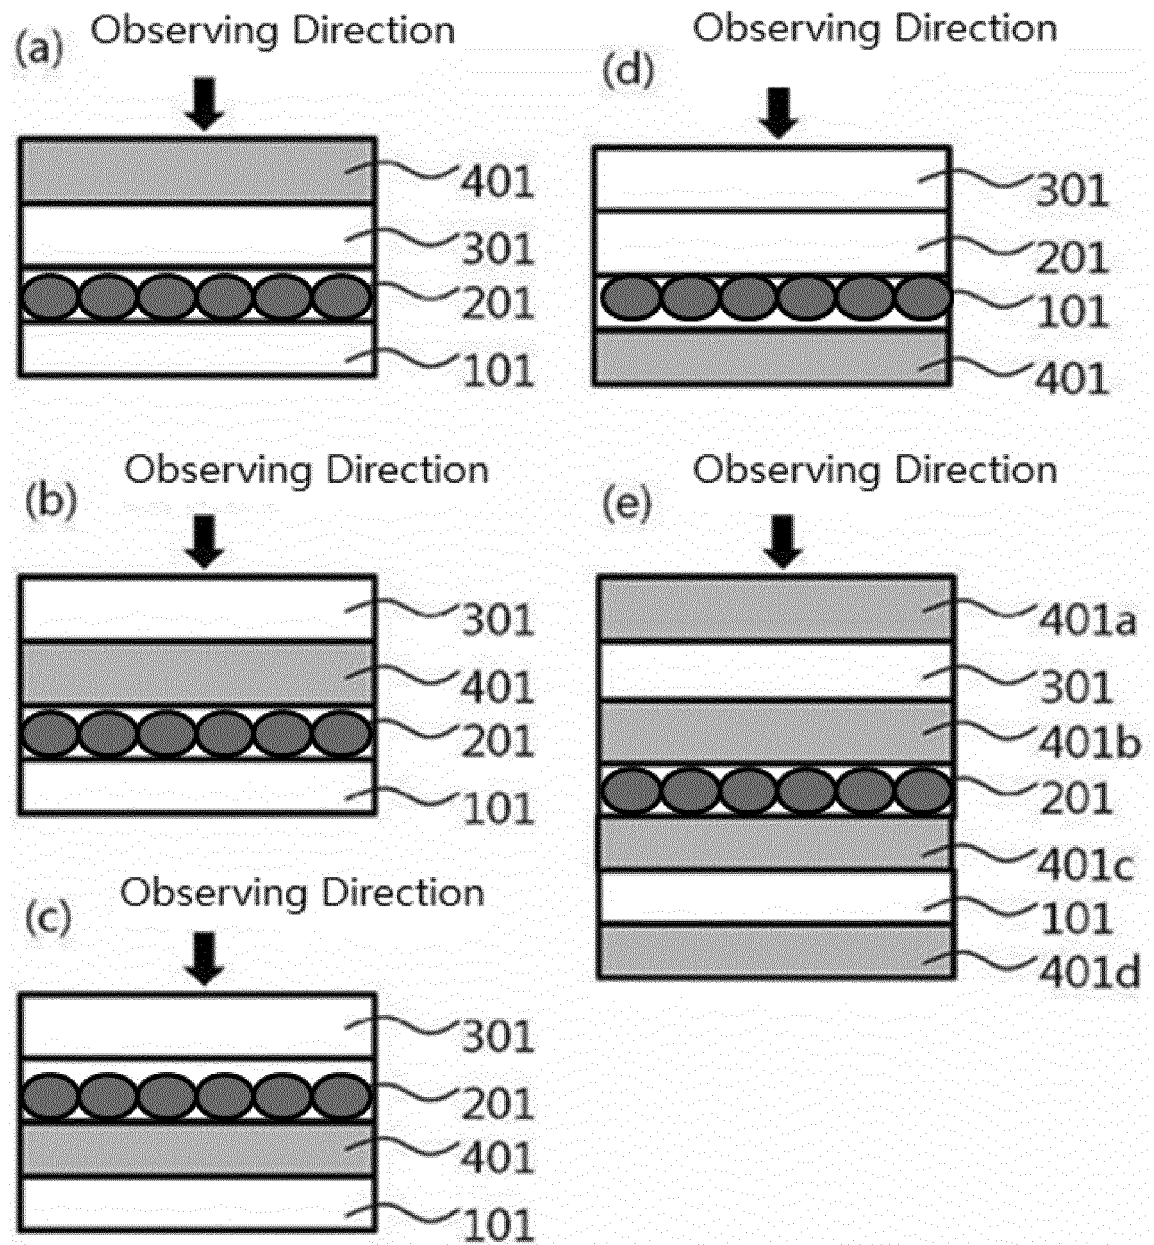 (a)
Observing Direction
401
301
201
101
(b)
Observing Direction
301
401
201
101
(c)
Observing Direction
301
201
401
101
(d)
Observing Direction
301
201
101
401
(e)
Observing Direction
401a
301
401b
201
401c
101
401d